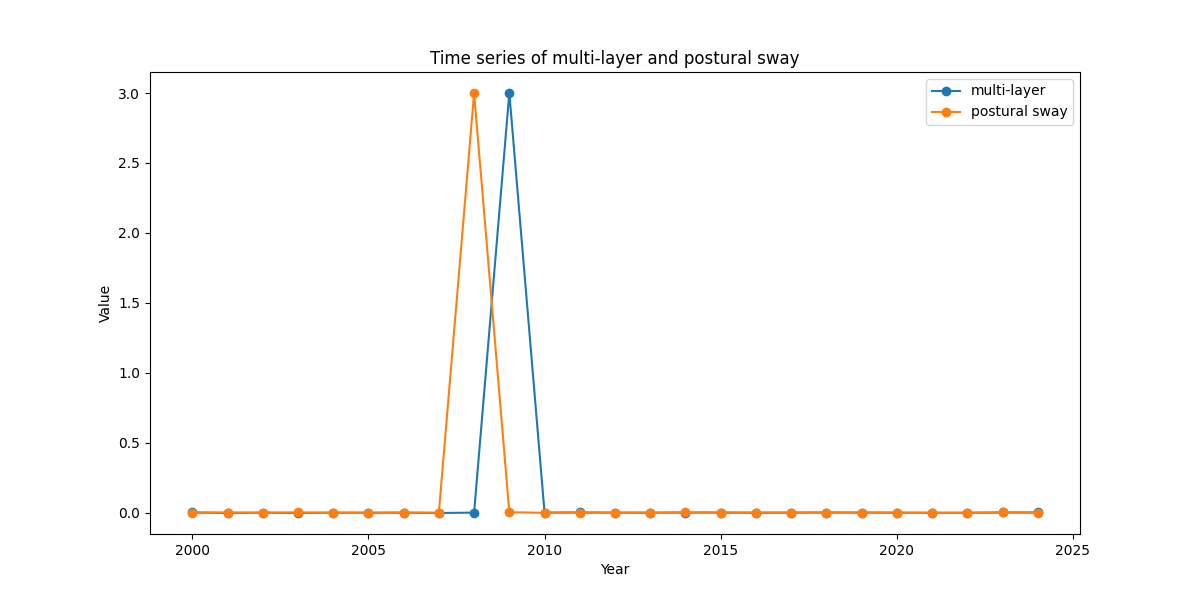 Time series of multi-layer and postural sway
multi-layer
postural sway
3.0
2.5
2.0
1.5
1.0
0.5
0.0
Value
2000
2005
2010
2015
2020
2025
Year